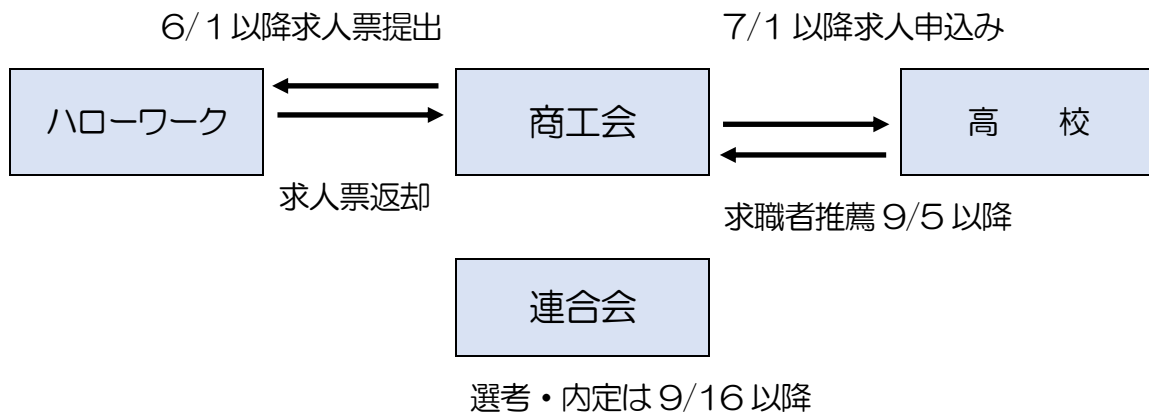 6/1以降求人票提出
7/1以降求人申込み
ハローワーク
商工会
高　校
求人票返却
求職者推薦9/5以降
連合会
選考・内定は9/16以降